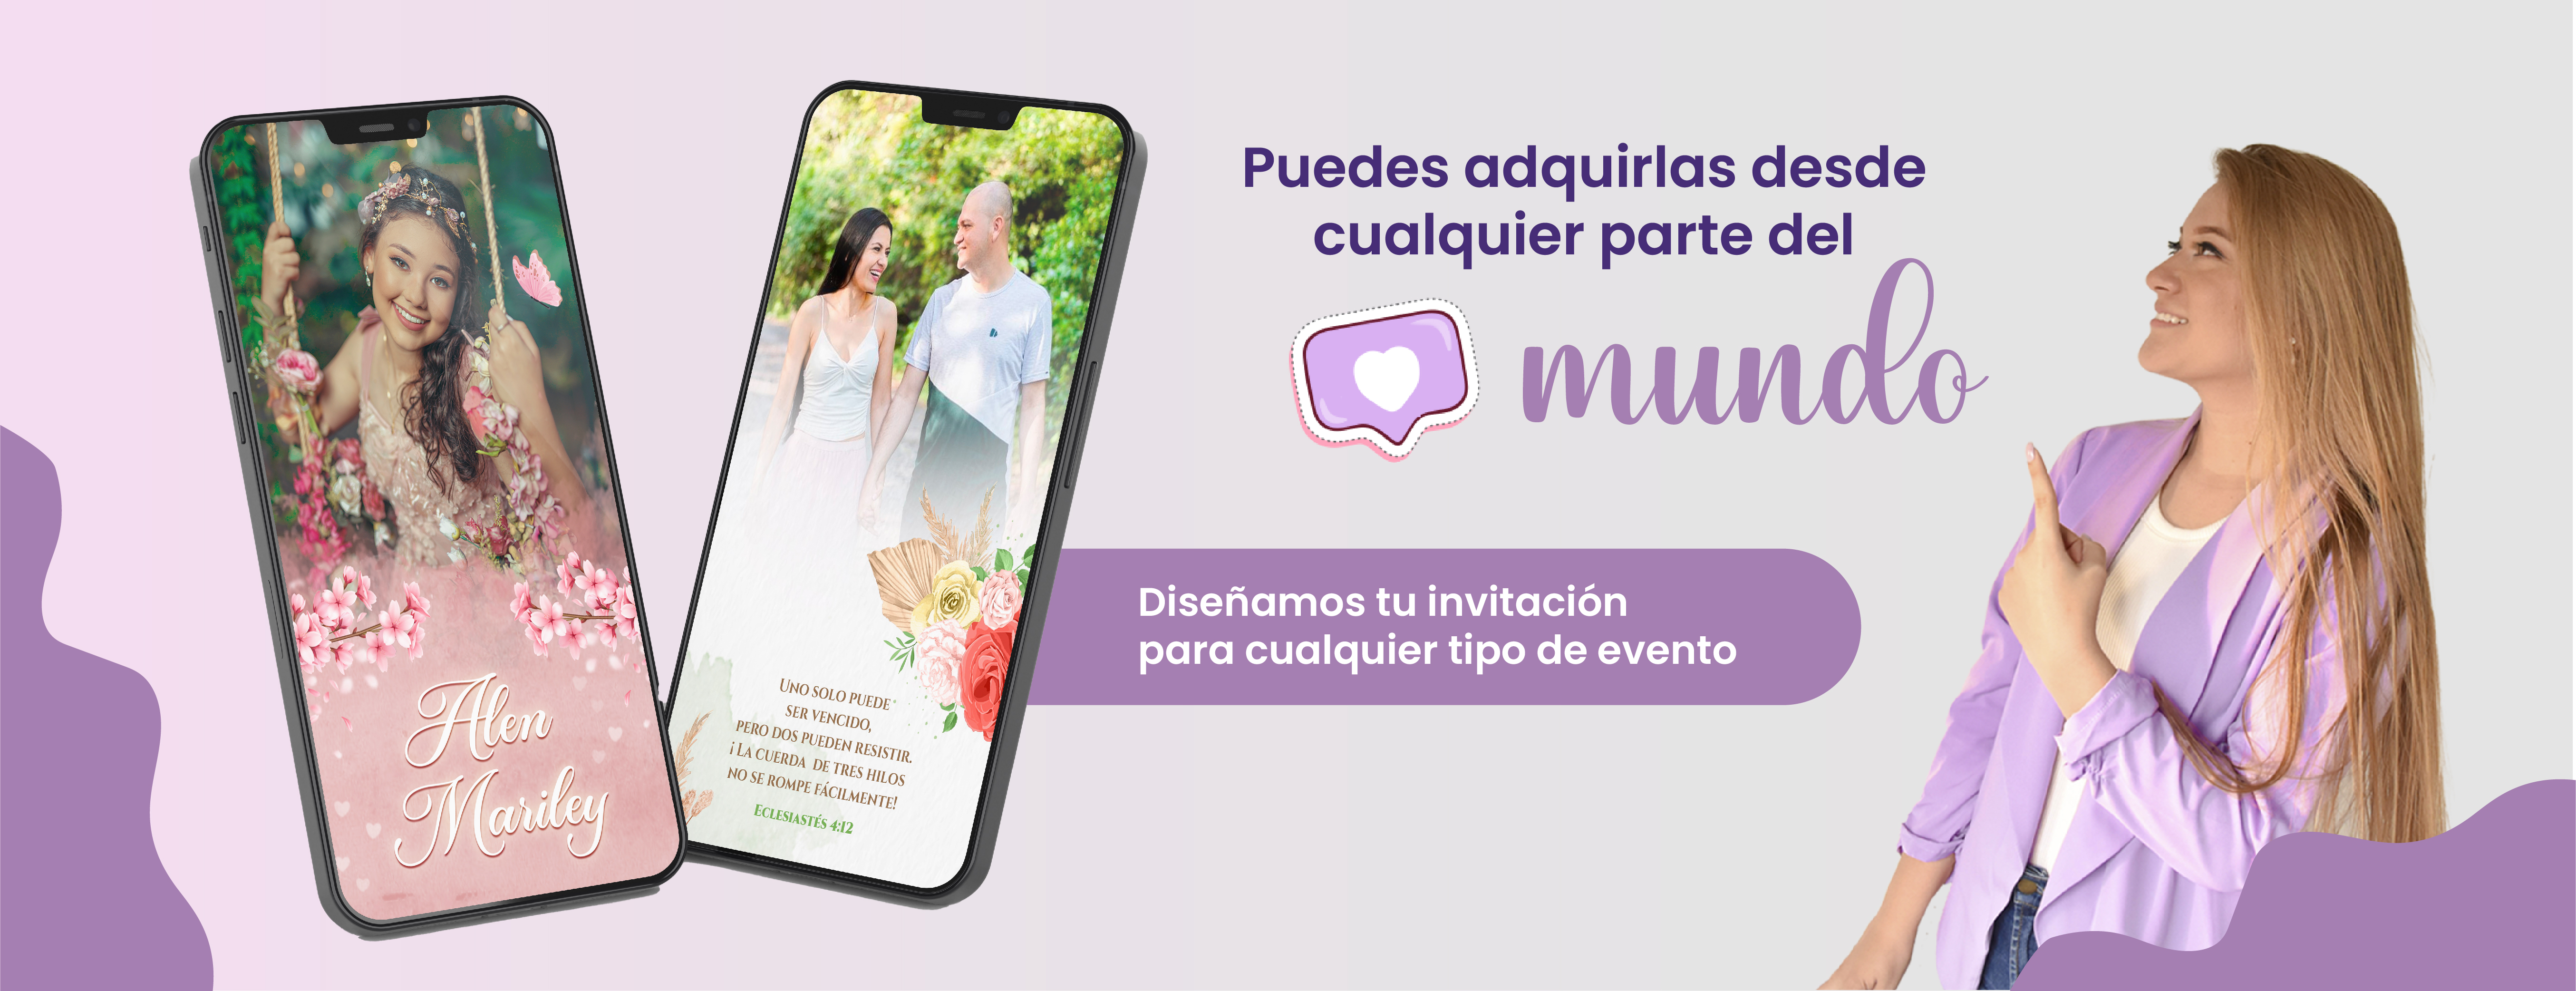 Puedes adquirlas desde
cualquier parte del
mundo
Diseñamos tu invitación
para cualquier tipo de evento
Alen
Mariley
UNO SOLO PUEDE
SER VENCIDO,
PERO DOS PUEDEN RESISTIR.
¡LA CUERDA DE TRES HILOS
NO SE ROMPE FÁCILMENTE!
ECLESIASTÉS 4:12